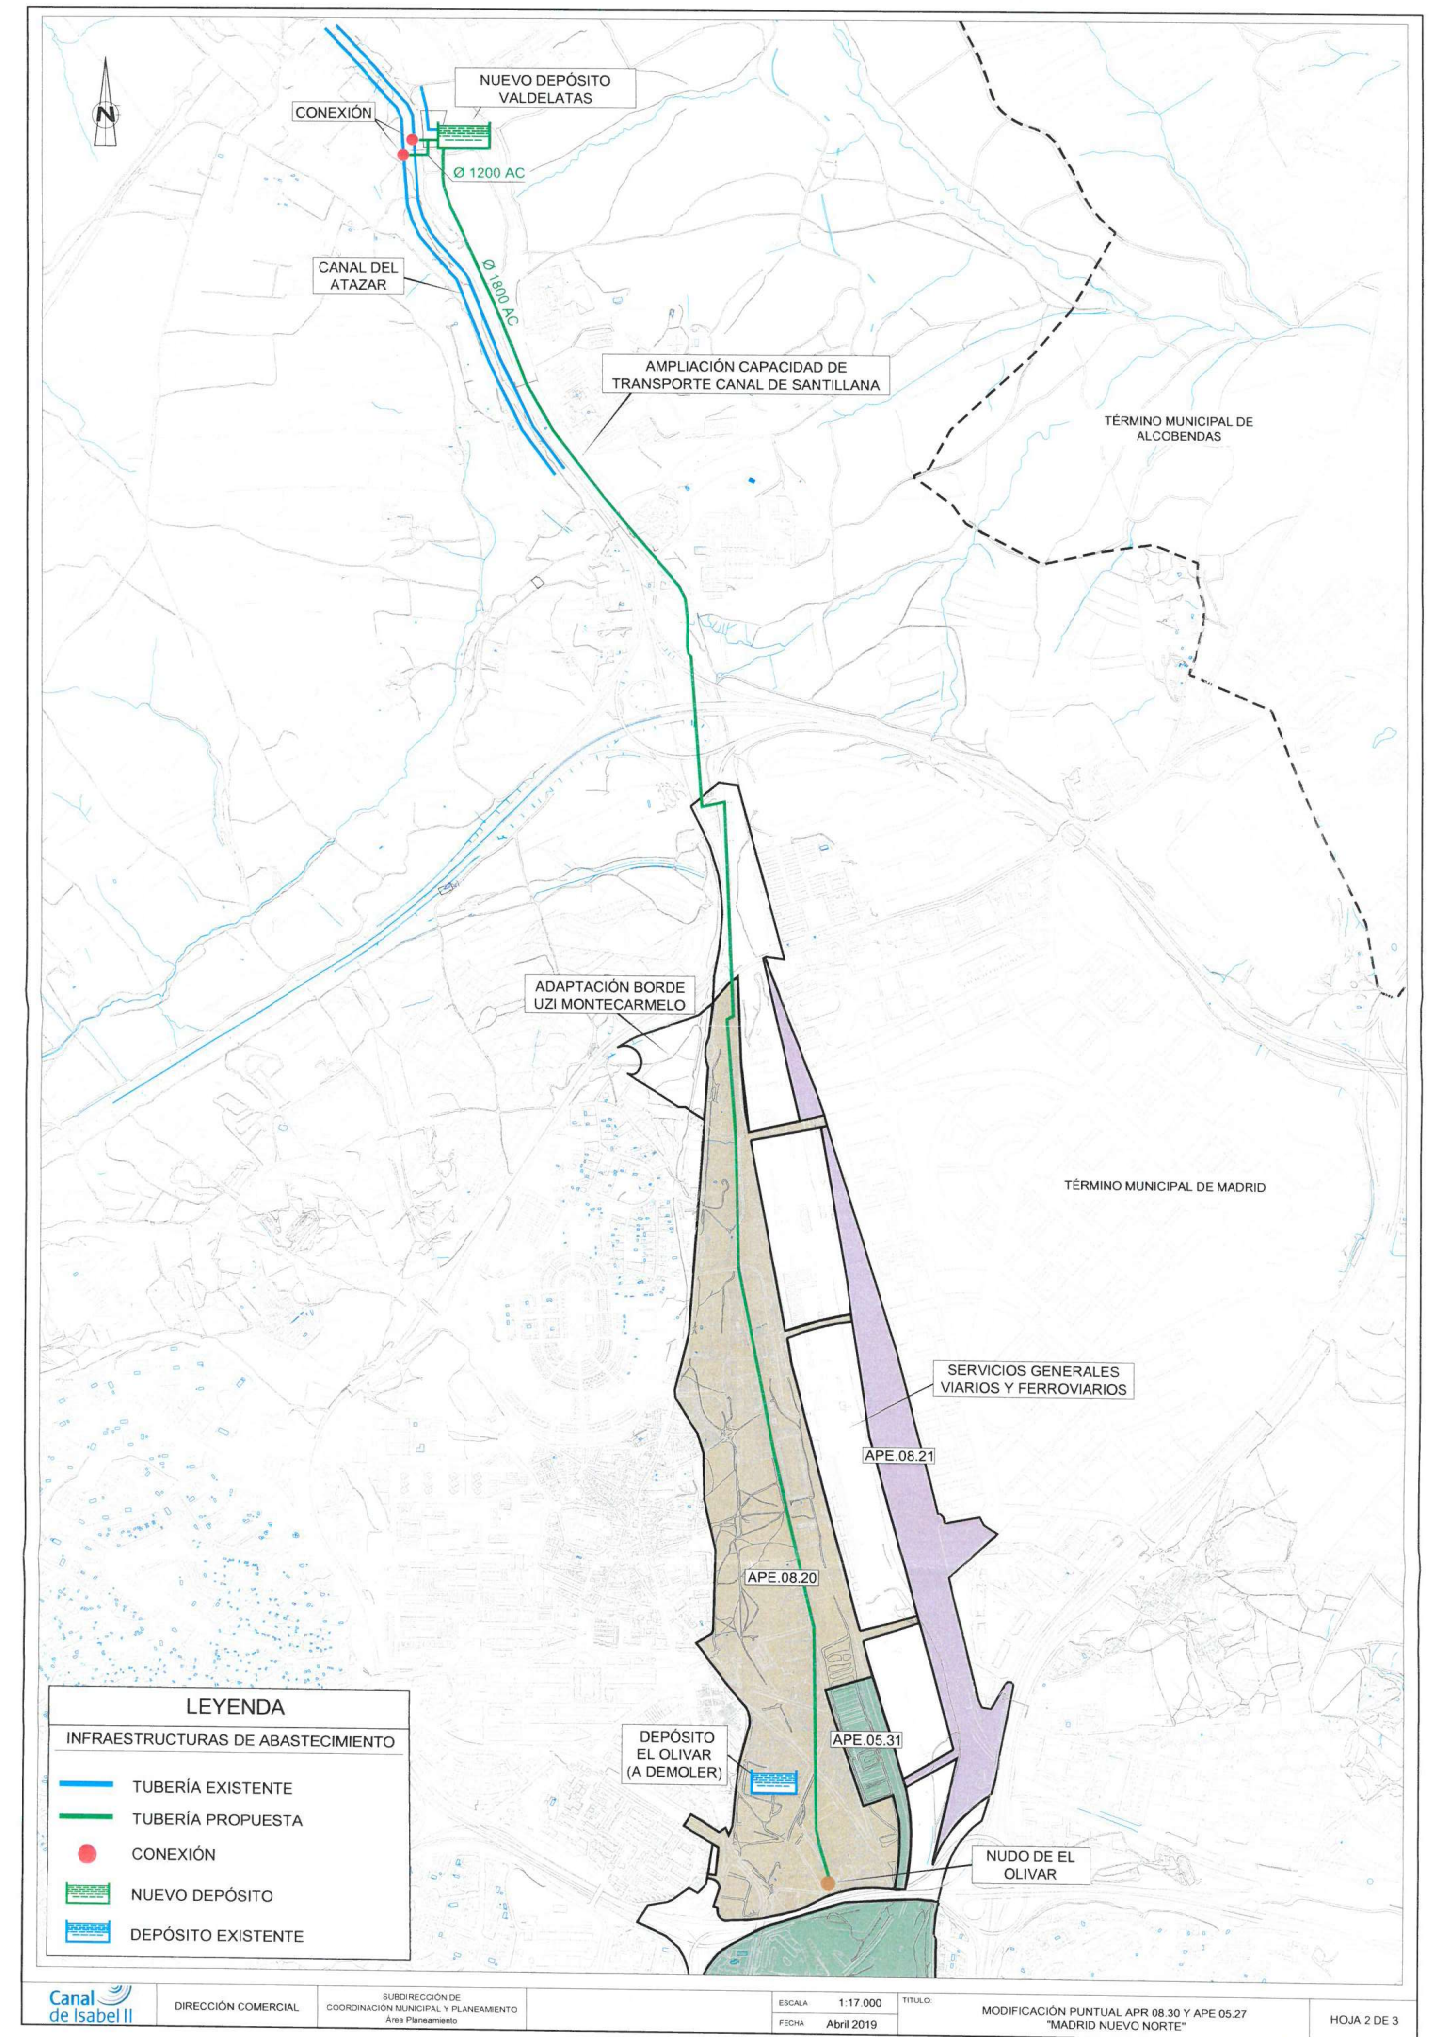 N
NUEVO DEPÓSITO
VALDELATAS
CONEXIÓN
Ø 1200 AC
CANAL DEL
ATAZAR
Ø 1800 AC
AMPLIACIÓN CAPACIDAD DE
TRANSPORTE CANAL DE SANTILLANA
TÉRMINO MUNICIPAL DE
ALCOBENDAS
ADAPTACIÓN BORDE
UZI MONTECARMELO
TÉRMINO MUNICIPAL DE MADRID
SERVICIOS GENERALES
VIARIOS Y FERROVIARIOS
APE.08.21
APE.08.20
APE.05.31
DEPÓSITO
EL OLIVAR
(A DEMOLER)
NUDO DE EL
OLIVAR
LEYENDA
INFRAESTRUCTURAS DE ABASTECIMIENTO
TUBERÍA EXISTENTE
TUBERÍA PROPUESTA
CONEXIÓN
NUEVO DEPÓSITO
DEPÓSITO EXISTENTE
Canal
de Isabel II
DIRECCIÓN COMERCIAL
SUBDIRECCIÓN DE
COORDINACIÓN MUNICIPAL Y PLANEAMIENTO
Área Planeamiento
ESCALA 1:17.000
FECHA Abril 2019
TITULO:
MODIFICACIÓN PUNTUAL APR 08.30 Y APE 05.27
"MADRID NUEVO NORTE"
HOJA 2 DE 3